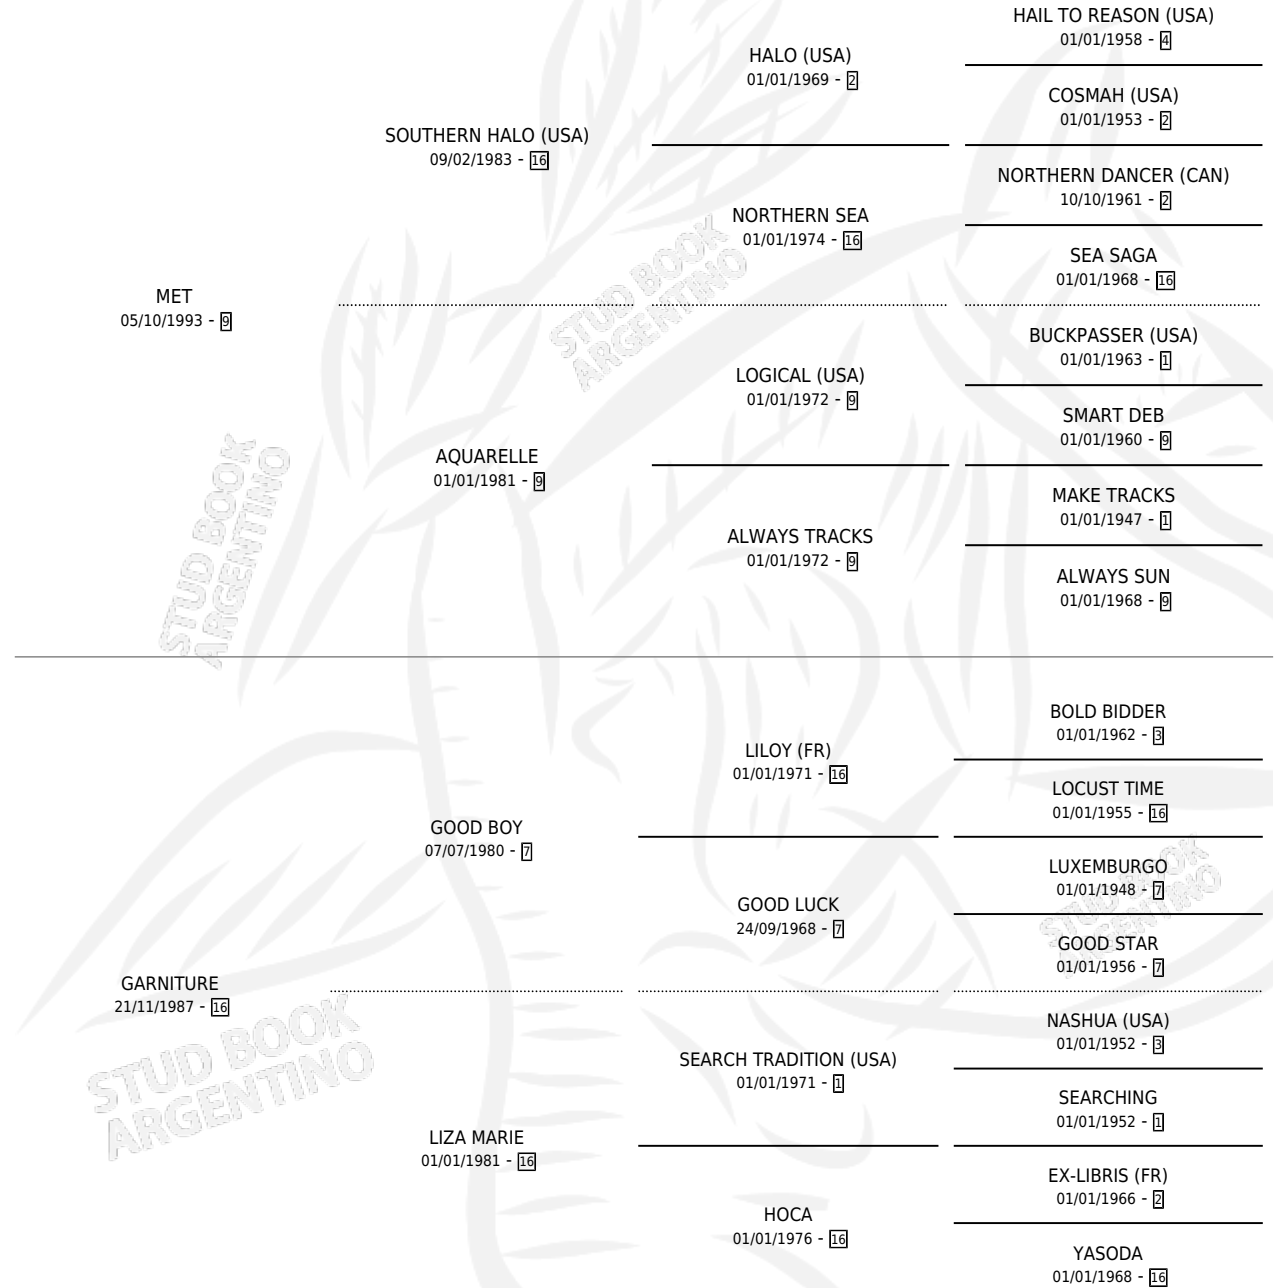 HAIL TO REASON (USA)
01/01/1958 - 4
HALO (USA)
01/01/1969 - 2
COSMAH (USA)
01/01/1953 - 2
SOUTHERN HALO (USA)
09/02/1983 - 16
NORTHERN DANCER (CAN)
10/10/1961 - 2
NORTHERN SEA
01/01/1974 - 16
SEA SAGA
01/01/1968 - 16
MET
05/10/1993 - 9
BUCKPASSER (USA)
01/01/1963 - 1
LOGICAL (USA)
01/01/1972 - 9
SMART DEB
01/01/1960 - 9
AQUARELLE
01/01/1981 - 9
MAKE TRACKS
01/01/1947 - 1
ALWAYS TRACKS
01/01/1972 - 9
ALWAYS SUN
01/01/1968 - 9
STUD BOOK
ARGENTINO
STUD BOOK
ARGENTINO
BOLD BIDDER
01/01/1962 - 3
LILOY (FR)
01/01/1971 - 16
LOCUST TIME
01/01/1955 - 16
GOOD BOY
07/07/1980 - 7
LUXEMBURGO
01/01/1948 - 7
GOOD LUCK
24/09/1968 - 7
GOOD STAR
01/01/1956 - 7
STUD BOOK
ARGENTINO
GARNITURE
21/11/1987 - 16
NASHUA (USA)
01/01/1952 - 3
SEARCH TRADITION (USA)
01/01/1971 - 1
SEARCHING
01/01/1952 - 1
STUD BOOK
ARGENTINO
LIZA MARIE
01/01/1981 - 16
EX-LIBRIS (FR)
01/01/1966 - 2
HOCA
01/01/1976 - 16
YASODA
01/01/1968 - 16